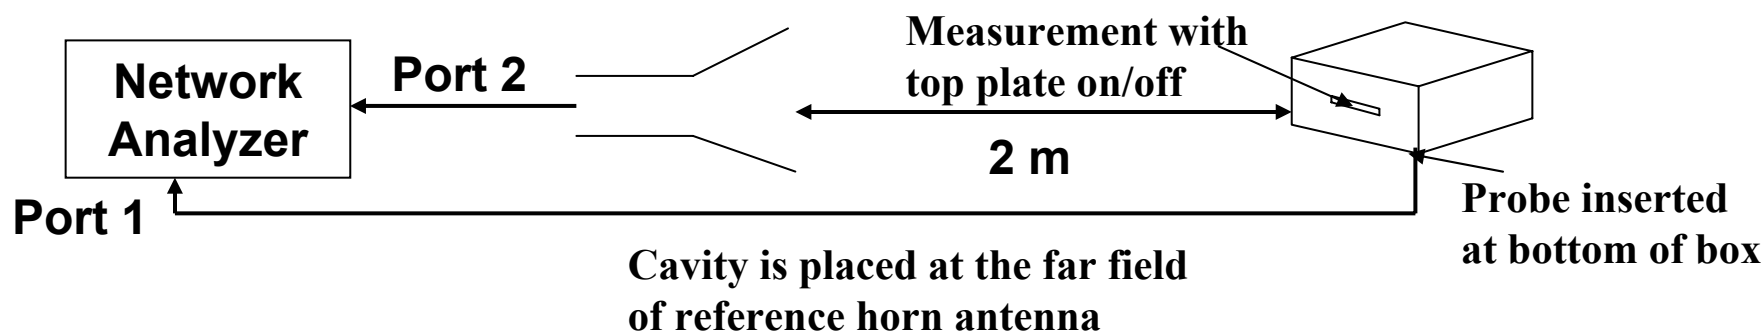 Network
Analyzer
Port 2
Measurement with
top plate on/off
2 m
Port 1
Probe inserted
at bottom of box
Cavity is placed at the far field
of reference horn antenna